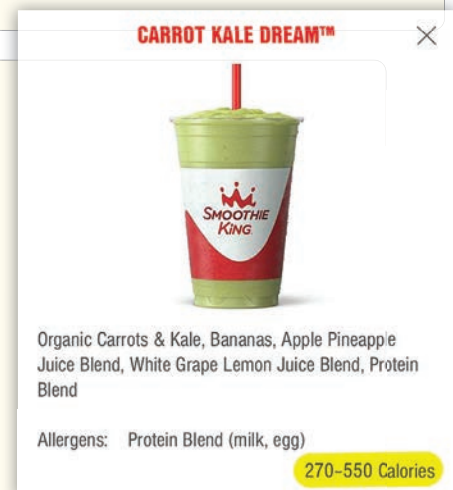 CARROT KALE DREAM™
SMOOTHIE
KING
Organic Carrots & Kale, Bananas, Apple Pineapple
Juice Blend, White Grape Lemon Juice Blend, Protein
Blend
Allergens: Protein Blend (milk, egg)
270–550 Calories